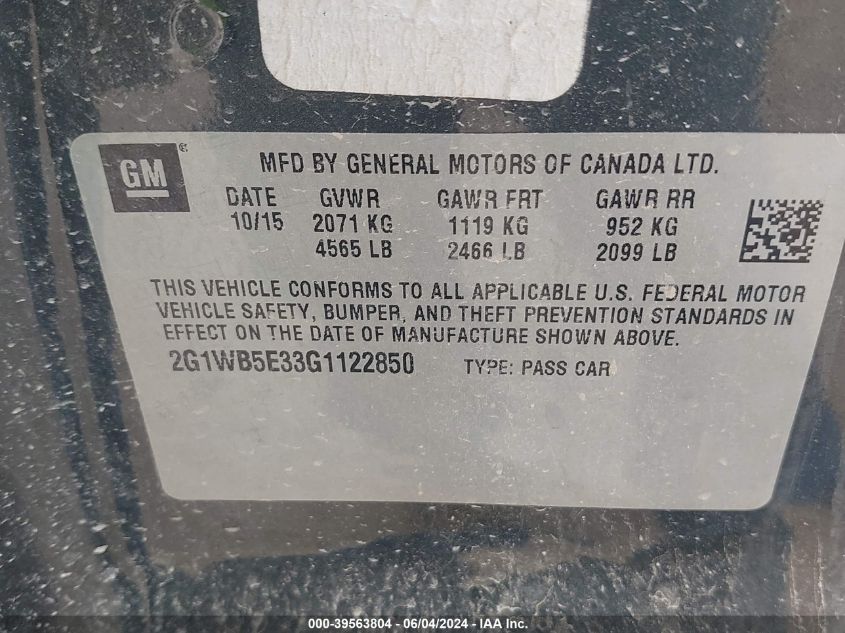 GM®
MFD BY GENERAL MOTORS OF CANADA LTD.
DATE GVWR GAWR FRT GAWR RR
10/15 2071 KG 1119 KG 952 KG
4565 LB 2466 LB 2099 LB
THIS VEHICLE CONFORMS TO ALL APPLICABLE U.S. FEDERAL MOTOR
VEHICLE SAFETY, BUMPER, AND THEFT PREVENTION STANDARDS IN
EFFECT ON THE DATE OF MANUFACTURE SHOWN ABOVE.
2G1WB5E33G1122850 TYPE: PASS CAR
000-39563804 - 06/04/2024 - IAA Inc.